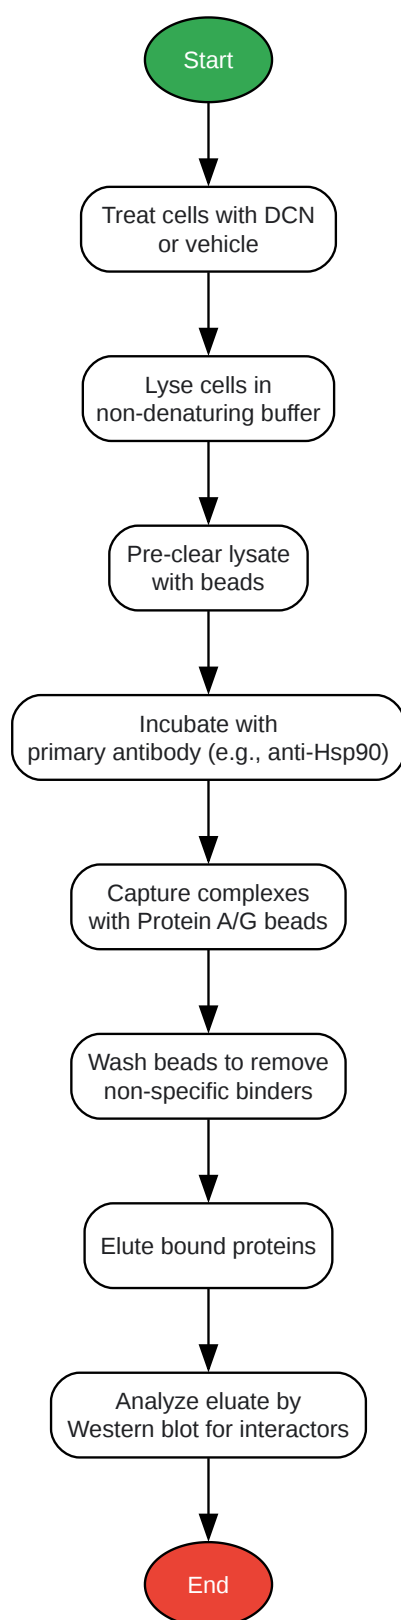 Start
Treat cells with DCN
or vehicle
Lyse cells in
non-denaturing buffer
Pre-clear lysate
with beads
Incubate with
primary antibody (e.g., anti-Hsp90)
Capture complexes
with Protein A/G beads
Wash beads to remove
non-specific binders
Elute bound proteins
Analyze eluate by
Western blot for interactors
End